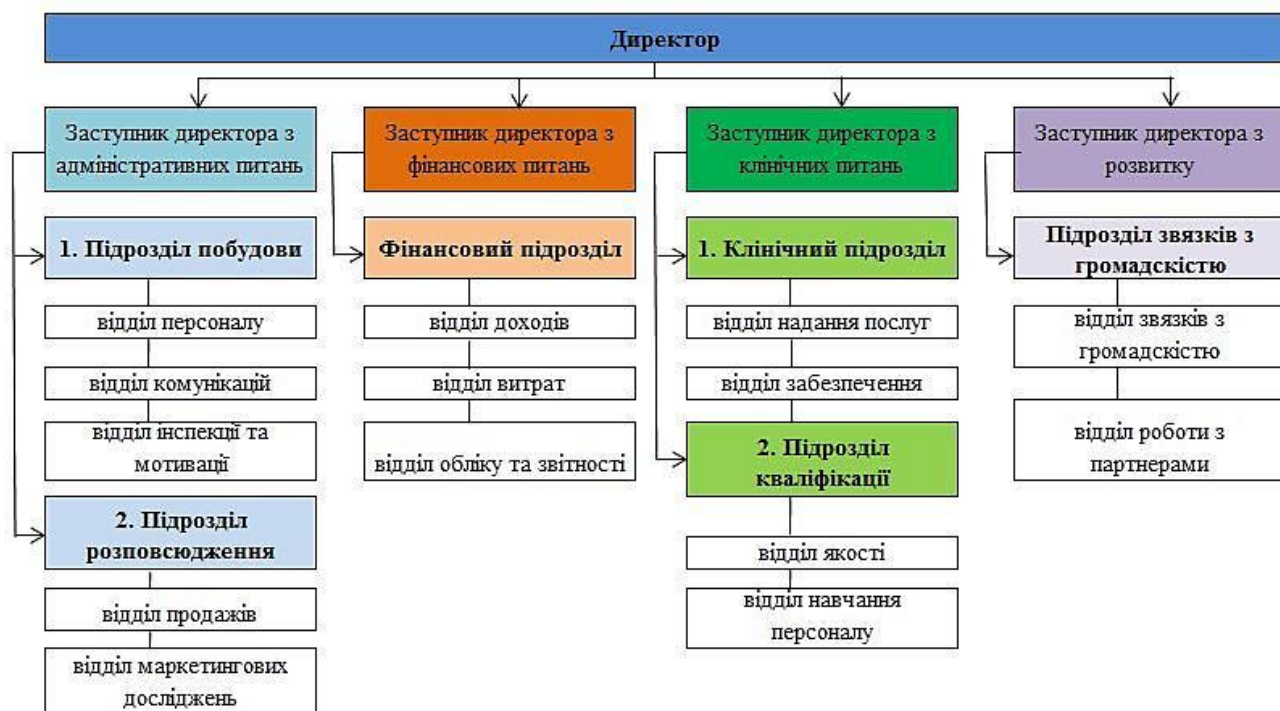 Директор
Заступник директора з
адміністративних питань
Заступник директора з
фінансових питань
Заступник директора з
клінічних питань
Заступник директора з
розвитку
1. Підрозділ побудови
Фінансовий підрозділ
1. Клінічний підрозділ
Підрозділ звязків з
громадскістю
відділ персоналу
відділ доходів
відділ надання послуг
відділ звязків з
громадскістю
відділ комунікацій
відділ витрат
відділ забезпечення
відділ інспекції та
мотивації
відділ обліку та звітності
2. Підрозділ
кваліфікації
відділ роботи з
партнерами
2. Підрозділ
розповсюдження
відділ якості
відділ продажів
відділ навчання
персоналу
відділ маркетингових
досліджень